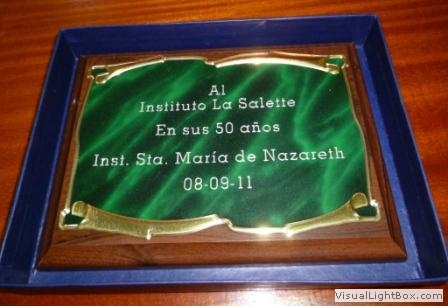 Al
Instituto La Salette
En sus 50 años
Inst. Sta. María de Nazareth
08-09-11
VisualLightBox.com